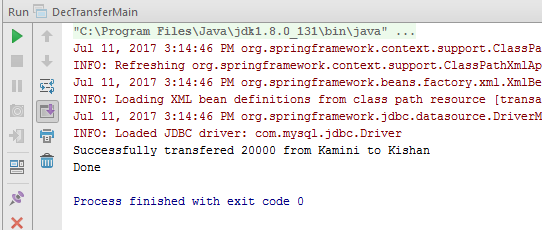 Run DecTransferMain
"C:\Program Files\Java\jdk1.8.0_131\bin\java" ...
Jul 11, 2017 3:14:46 PM org.springframework.context.support.ClassPa
INFO: Refreshing org.springframework.context.support.ClassPathXmlAp
Jul 11, 2017 3:14:46 PM org.springframework.beans.factory.xml.XmlBe
INFO: Loading XML bean definitions from class path resource [transa
Jul 11, 2017 3:14:46 PM org.springframework.jdbc.datasource.DriverM
INFO: Loaded JDBC driver: com.mysql.jdbc.Driver
Successfully transfered 20000 from Kamini to Kishan
Done
Process finished with exit code 0